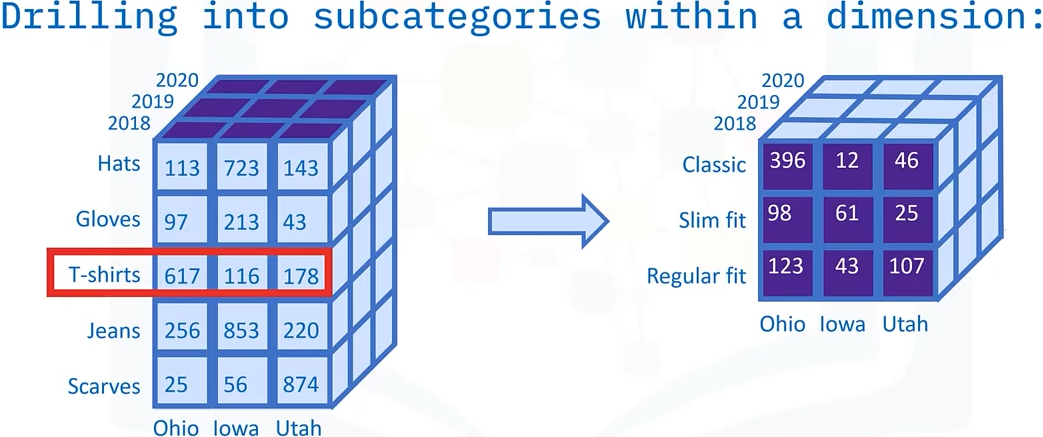 Drilling into subcategories within a dimension:
2020
2019
2018
Hats 113 723 143
Gloves 97 213 43
T-shirts 617 116 178
Jeans 256 853 220
Scarves 25 56 874
Ohio Iowa Utah
2020
2019
2018
Classic 396 12 46
Slim fit 98 61 25
Regular fit 123 43 107
Ohio Iowa Utah